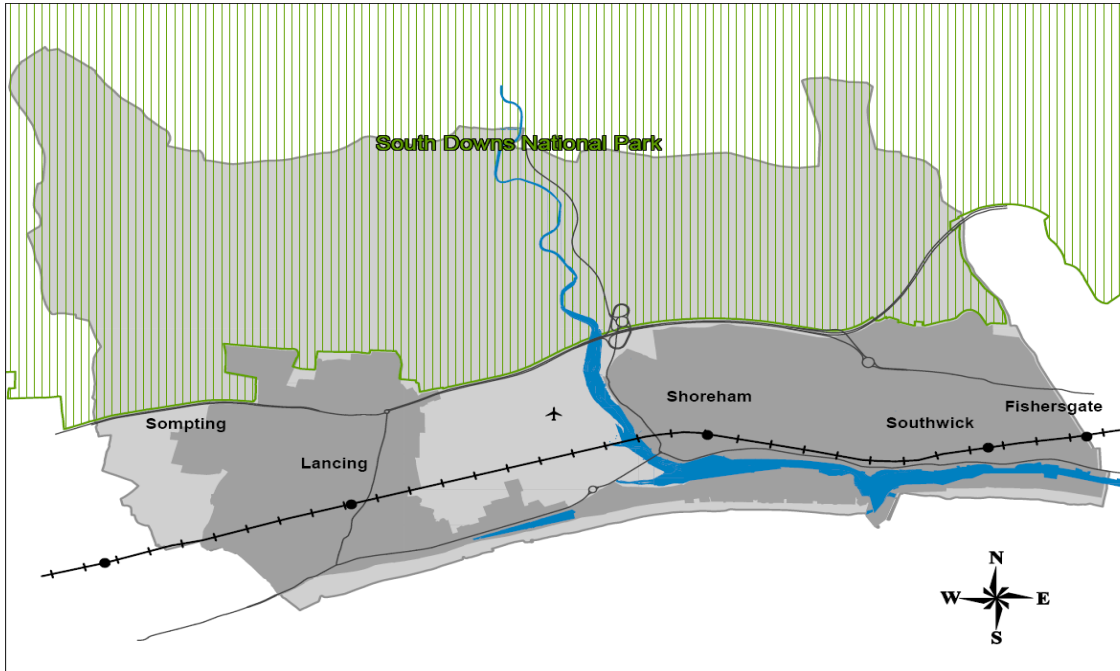 South Downs National Park
Shoreham
Fishersgate
Southwick
Sompting
Lancing
N
W
E
S